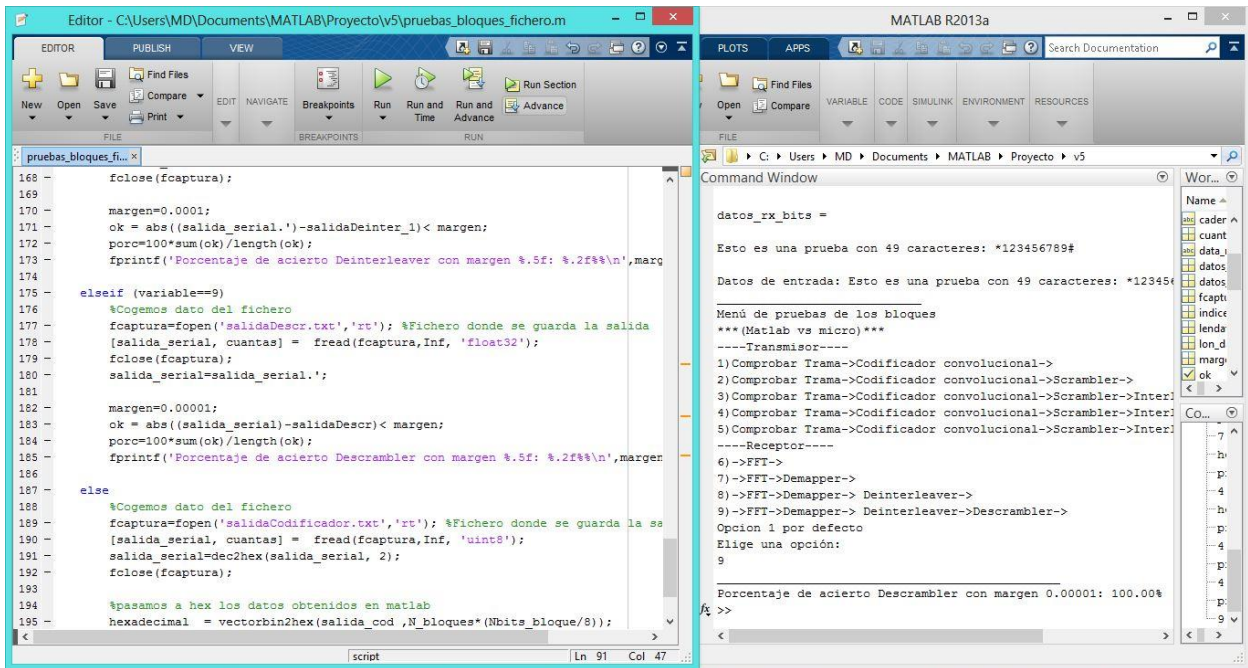 Editor - C:\Users\MD\Documents\MATLAB\Proyecto\v5\pruebas_bloques_fichero.m
EDITOR PUBLISH VIEW
New Open Save Find Files Compare Print
EDIT NAVIGATE Breakpoints Run Run and Time Run and Advance Run Section Advance
FILE BREAKPOINTS RUN
pruebas_bloques_fi...
168 - fclose(fcaptura);
169
170 - margen=0.0001;
171 - ok = abs((salida_serial.')-salidaDeinter_1)< margen;
172 - porc=100*sum(ok)/length(ok);
173 - fprintf('Porcentaje de acierto Deinterleaver con margen %.5f: %.2f%%\n',marg
174
175 - elseif (variable==9)
176 %Cogemos dato del fichero
177 - fcaptura=fopen('salidaDescr.txt','rt'); %Fichero donde se guarda la salida
178 - [salida_serial, cuantas] = fread(fcaptura,Inf, 'float32');
179 - fclose(fcaptura);
180 - salida_serial=salida_serial.';
181
182 - margen=0.00001;
183 - ok = abs((salida_serial)-salidaDescr)< margen;
184 - porc=100*sum(ok)/length(ok);
185 - fprintf('Porcentaje de acierto Descrambler con margen %.5f: %.2f%%\n',margen
186
187 - else
188 %Cogemos dato del fichero
189 - fcaptura=fopen('salidaCodificador.txt','rt'); %Fichero donde se guarda la sa
190 - [salida_serial, cuantas] = fread(fcaptura,Inf, 'uint8');
191 - salida_serial=dec2hex(salida_serial, 2);
192 - fclose(fcaptura);
193
194 %pasamos a hex los datos obtenidos en matlab
195 - hexadecimal = vectorbin2hex(salida_cod ,N_bloques*(Nbits_bloque/8));
script Ln 91 Col 47
MATLAB R2013a
PLOTS APPS Search Documentation
Open Find Files Compare
VARIABLE CODE SIMULINK ENVIRONMENT RESOURCES
FILE
C: Users MD Documents MATLAB Proyecto v5
Command Window
datos_rx_bits =
Esto es una prueba con 49 caracteres: *123456789#
Datos de entrada: Esto es una prueba con 49 caracteres: *123456
Menú de pruebas de los bloques
***(Matlab vs micro)***
----Transmisor----
1)Comprobar Trama->Codificador convolucional->
2)Comprobar Trama->Codificador convolucional->Scrambler->
3)Comprobar Trama->Codificador convolucional->Scrambler->Interl
4)Comprobar Trama->Codificador convolucional->Scrambler->Interl
5)Comprobar Trama->Codificador convolucional->Scrambler->Interl
----Receptor----
6)->FFT->
7)->FFT->Demapper->
8)->FFT->Demapper-> Deinterleaver->
9)->FFT->Demapper-> Deinterleaver->Descrambler->
Opcion 1 por defecto
Elige una opción:
9
Porcentaje de acierto Descrambler con margen 0.00001: 100.00%
fx >>
Wor...
Name
cader
cuant
data_
datos
datos
fcaptu
indice
lenda
lon_d
marg
ok
Co...
7
h
p
4
h
p
4
p
4
p
9